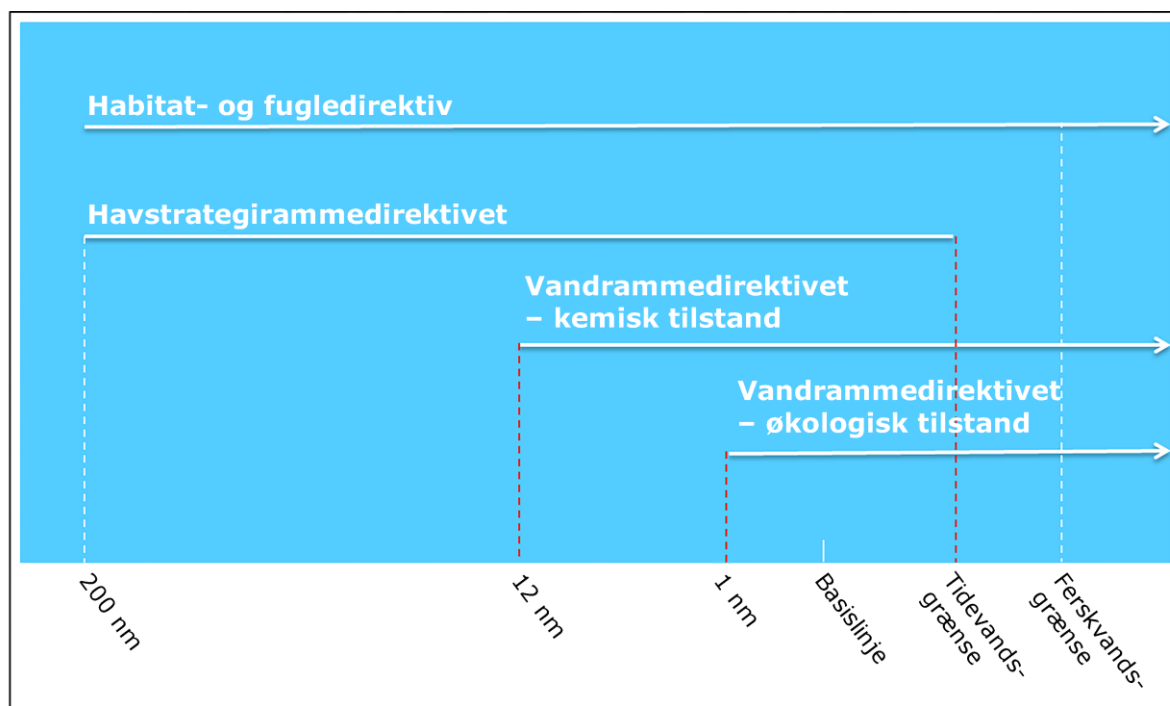 Habitat- og fugledirektiv
Havstrategirammedirektivet
Vandrammedirektivet
– kemisk tilstand
Vandrammedirektivet
– økologisk tilstand
200 nm
12 nm
1 nm
Basislinje
Tidevands-
grænse
Ferskvands-
grænse